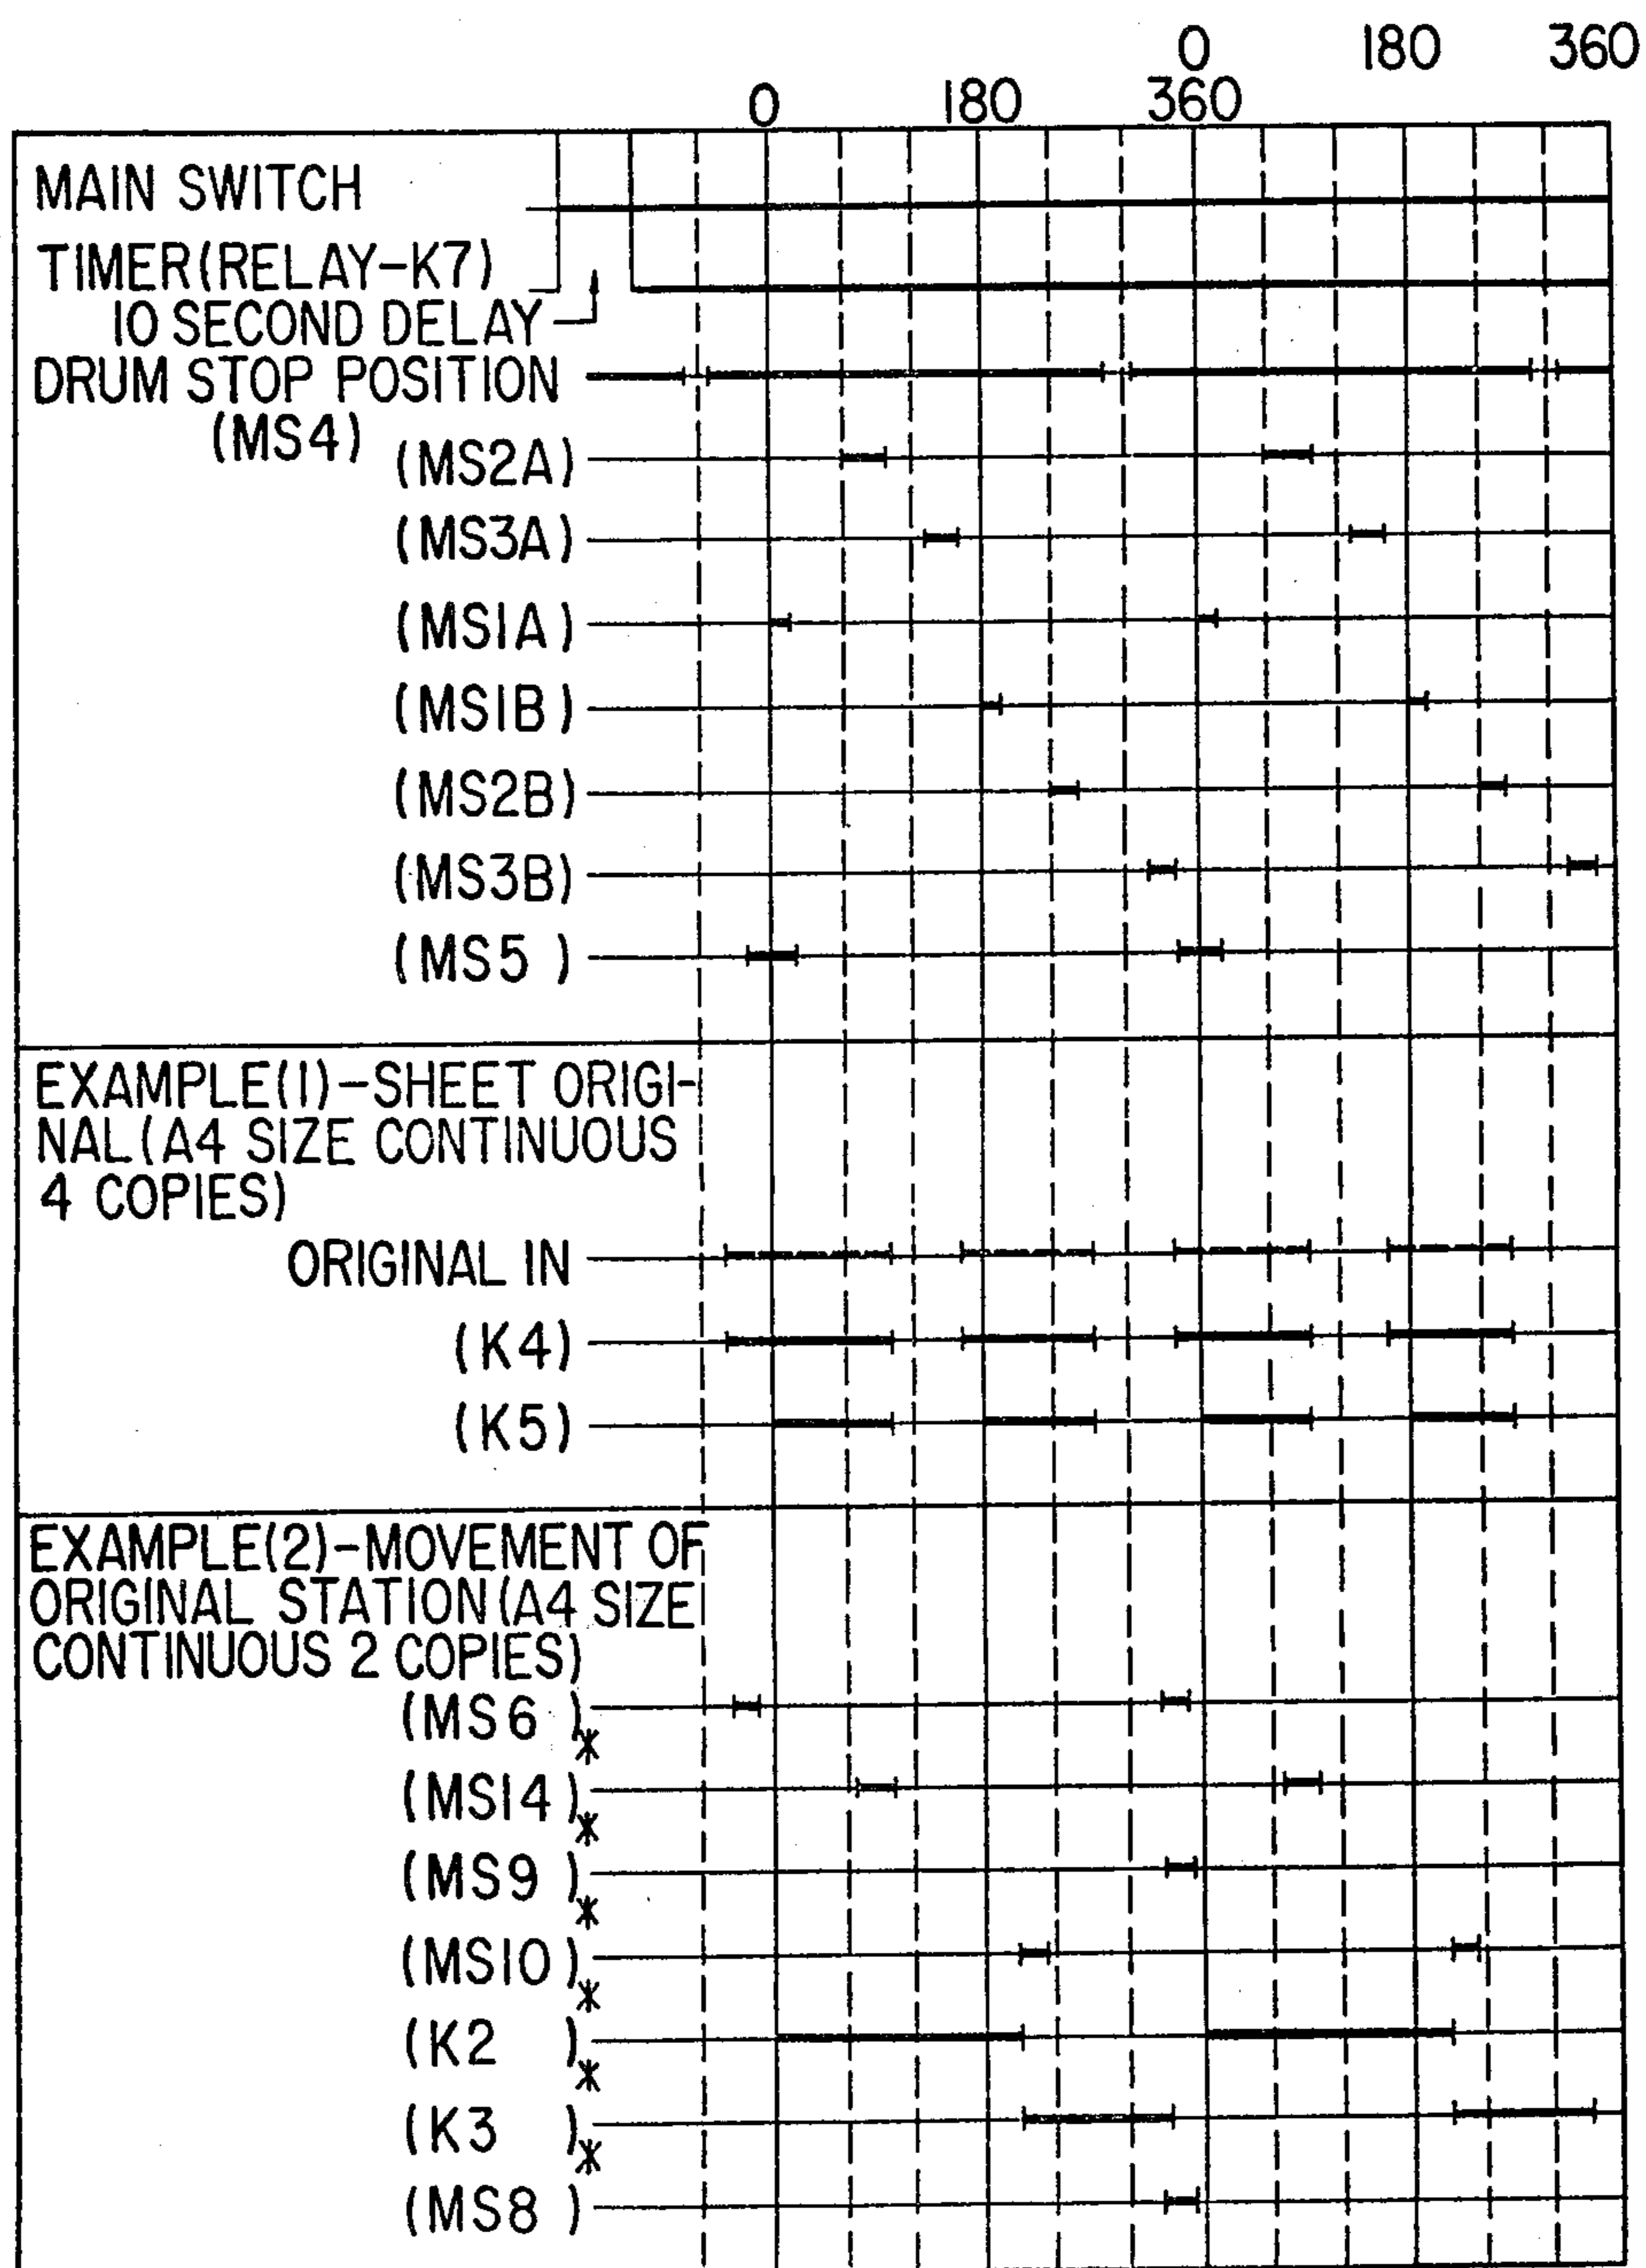 0 180 360
0 180 360
MAIN SWITCH
TIMER(RELAY-K7)
10 SECOND DELAY
DRUM STOP POSITION
(MS4)
(MS2A)
(MS3A)
(MS1A)
(MS1B)
(MS2B)
(MS3B)
(MS5 )
EXAMPLE(1)-SHEET ORIGI-
NAL(A4 SIZE CONTINUOUS
4 COPIES)
ORIGINAL IN
(K4)
(K5)
EXAMPLE(2)-MOVEMENT OF
ORIGINAL STATION(A4 SIZE
CONTINUOUS 2 COPIES)
(MS6 )*
(MS14 )*
(MS9 )*
(MS10 )*
(K2 )*
(K3 )*
(MS8 )